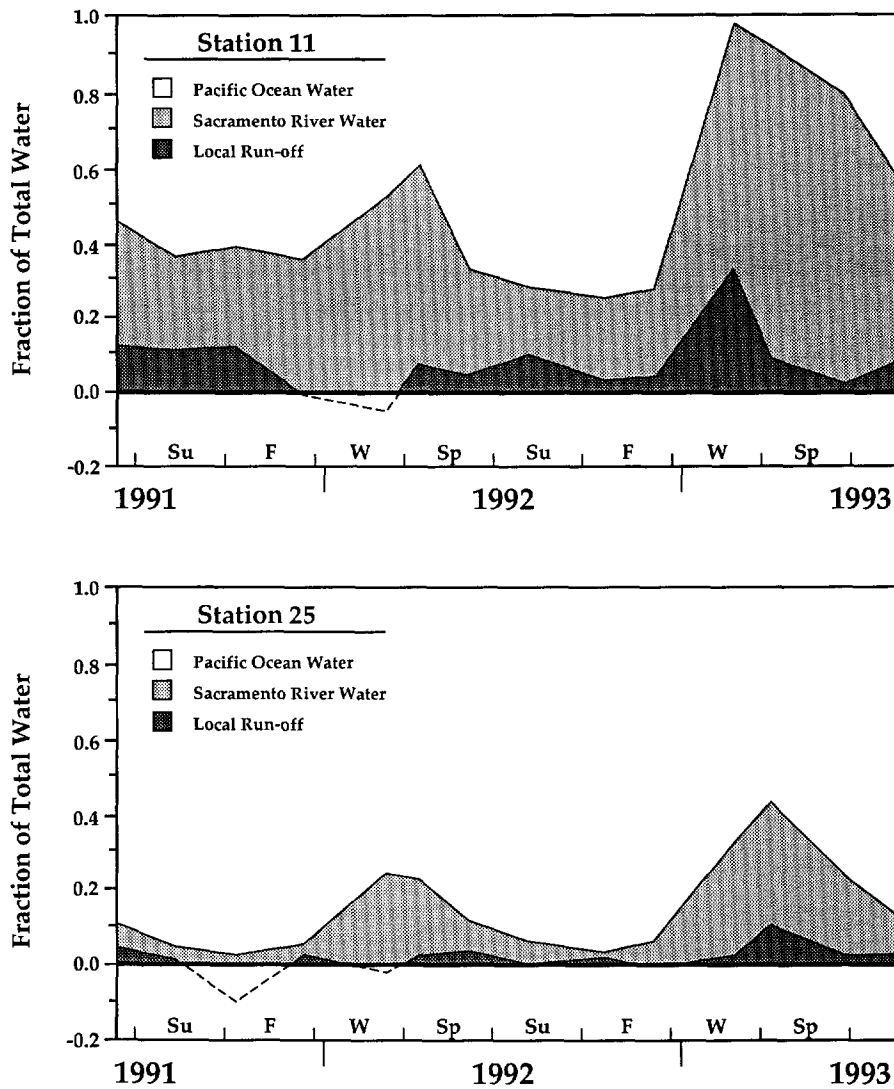 Station 11
Pacific Ocean Water
Sacramento River Water
Local Run-off
Fraction of Total Water
1.0
0.8
0.6
0.4
0.2
0.0
-0.2
Su F W Sp Su F W Sp
1991 1992 1993
Station 25
Pacific Ocean Water
Sacramento River Water
Local Run-off
Fraction of Total Water
1.0
0.8
0.6
0.4
0.2
0.0
-0.2
Su F W Sp Su F W Sp
1991 1992 1993